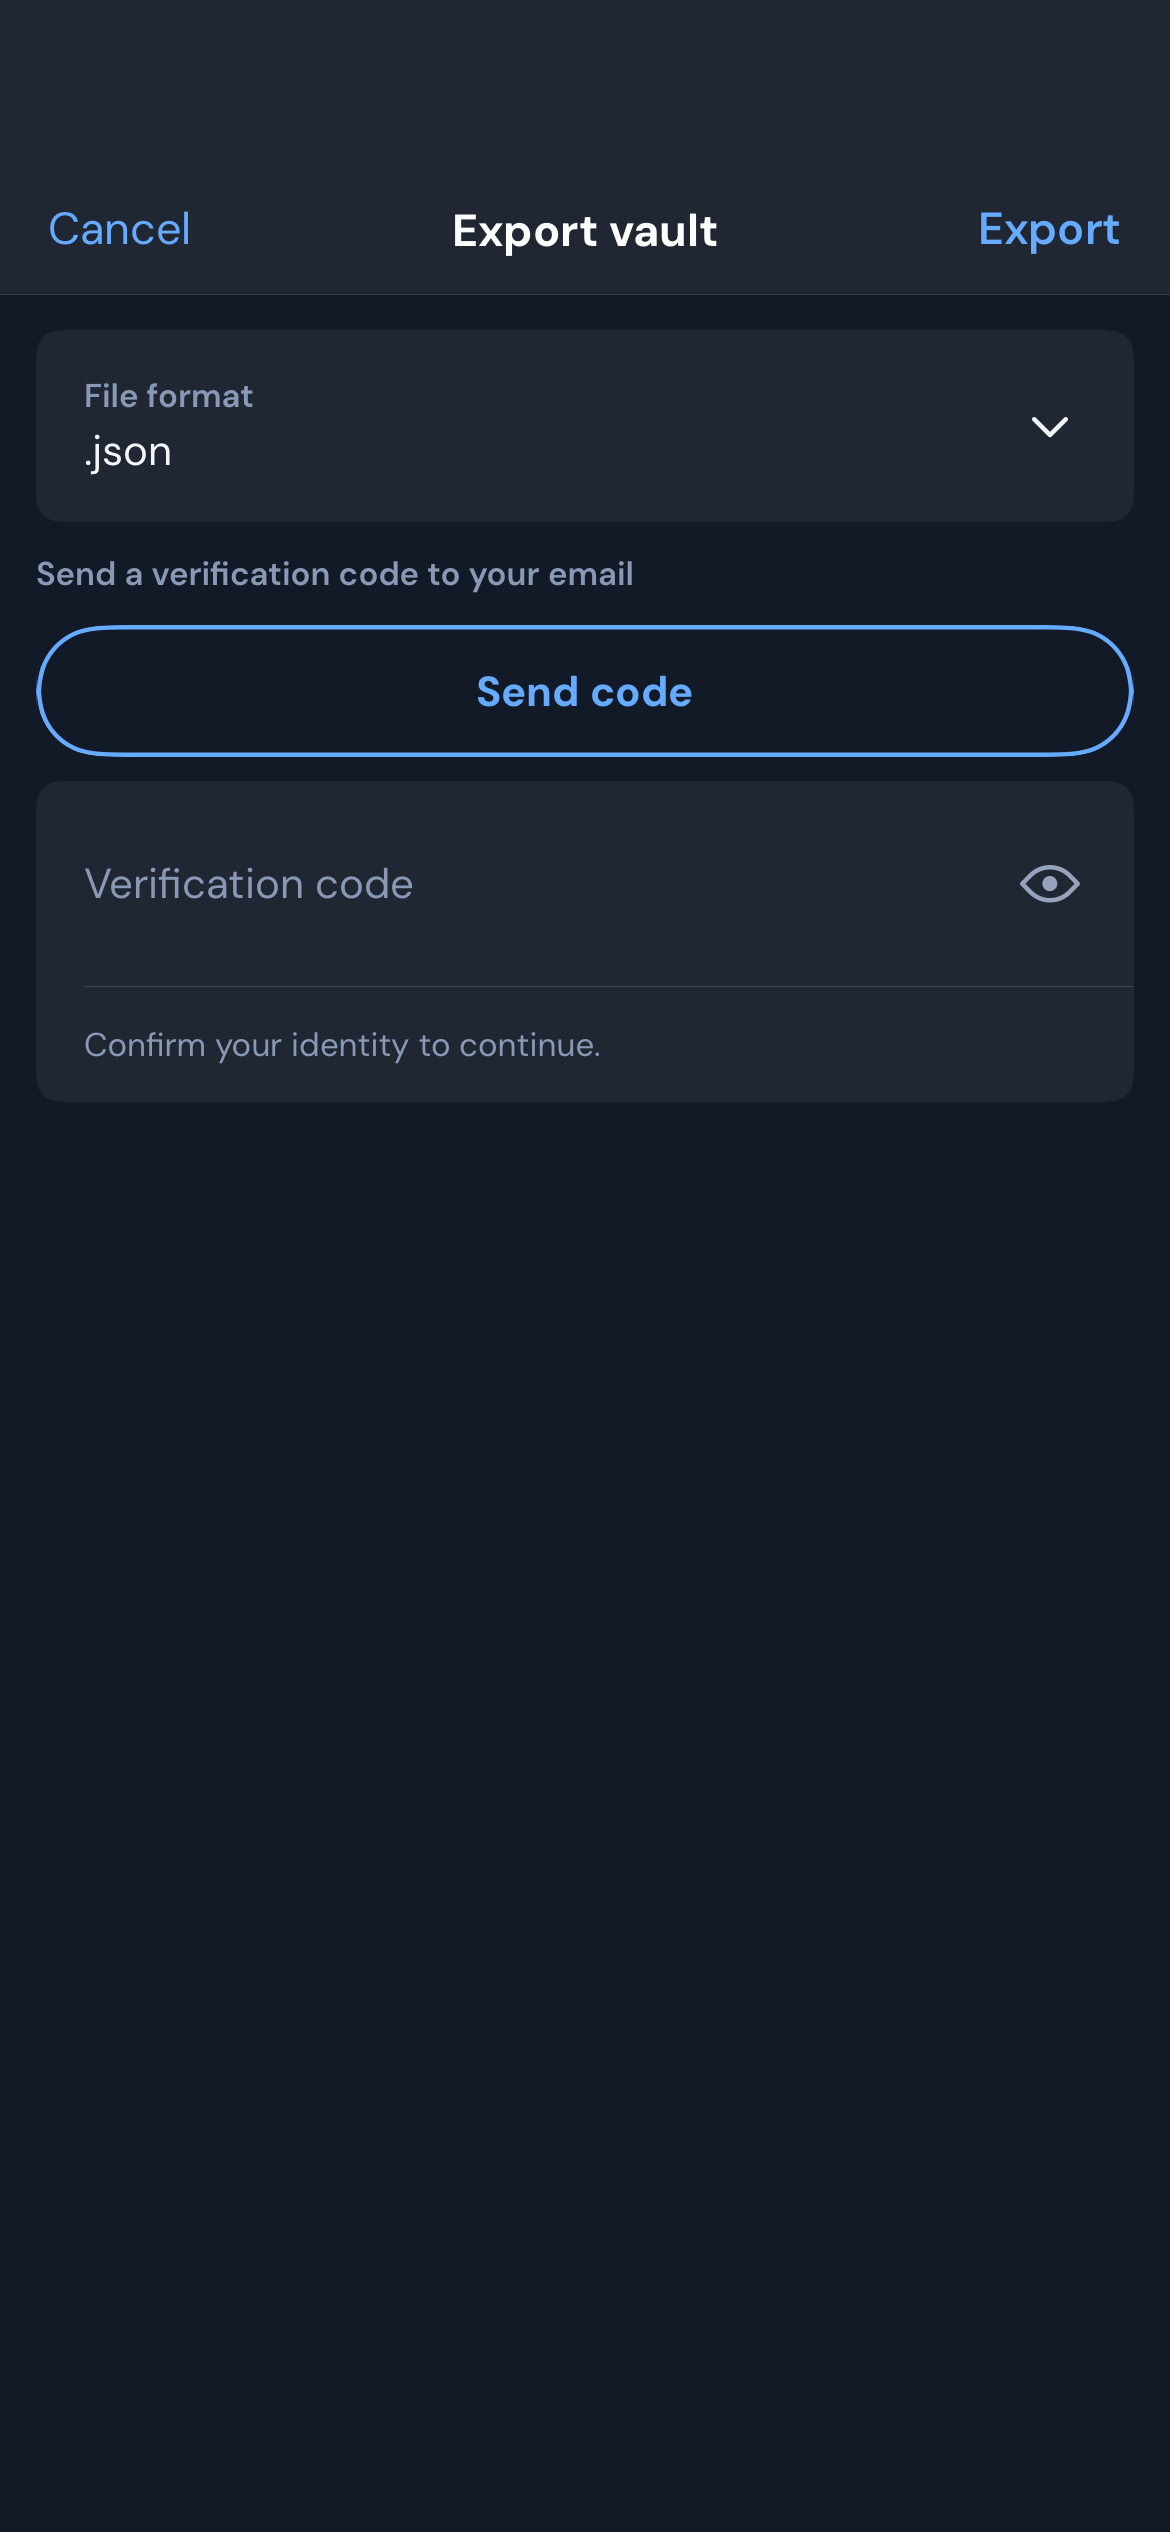 Cancel
Export vault
Export
File format
.json
Send a verification code to your email
Send code
Verification code
Confirm your identity to continue.